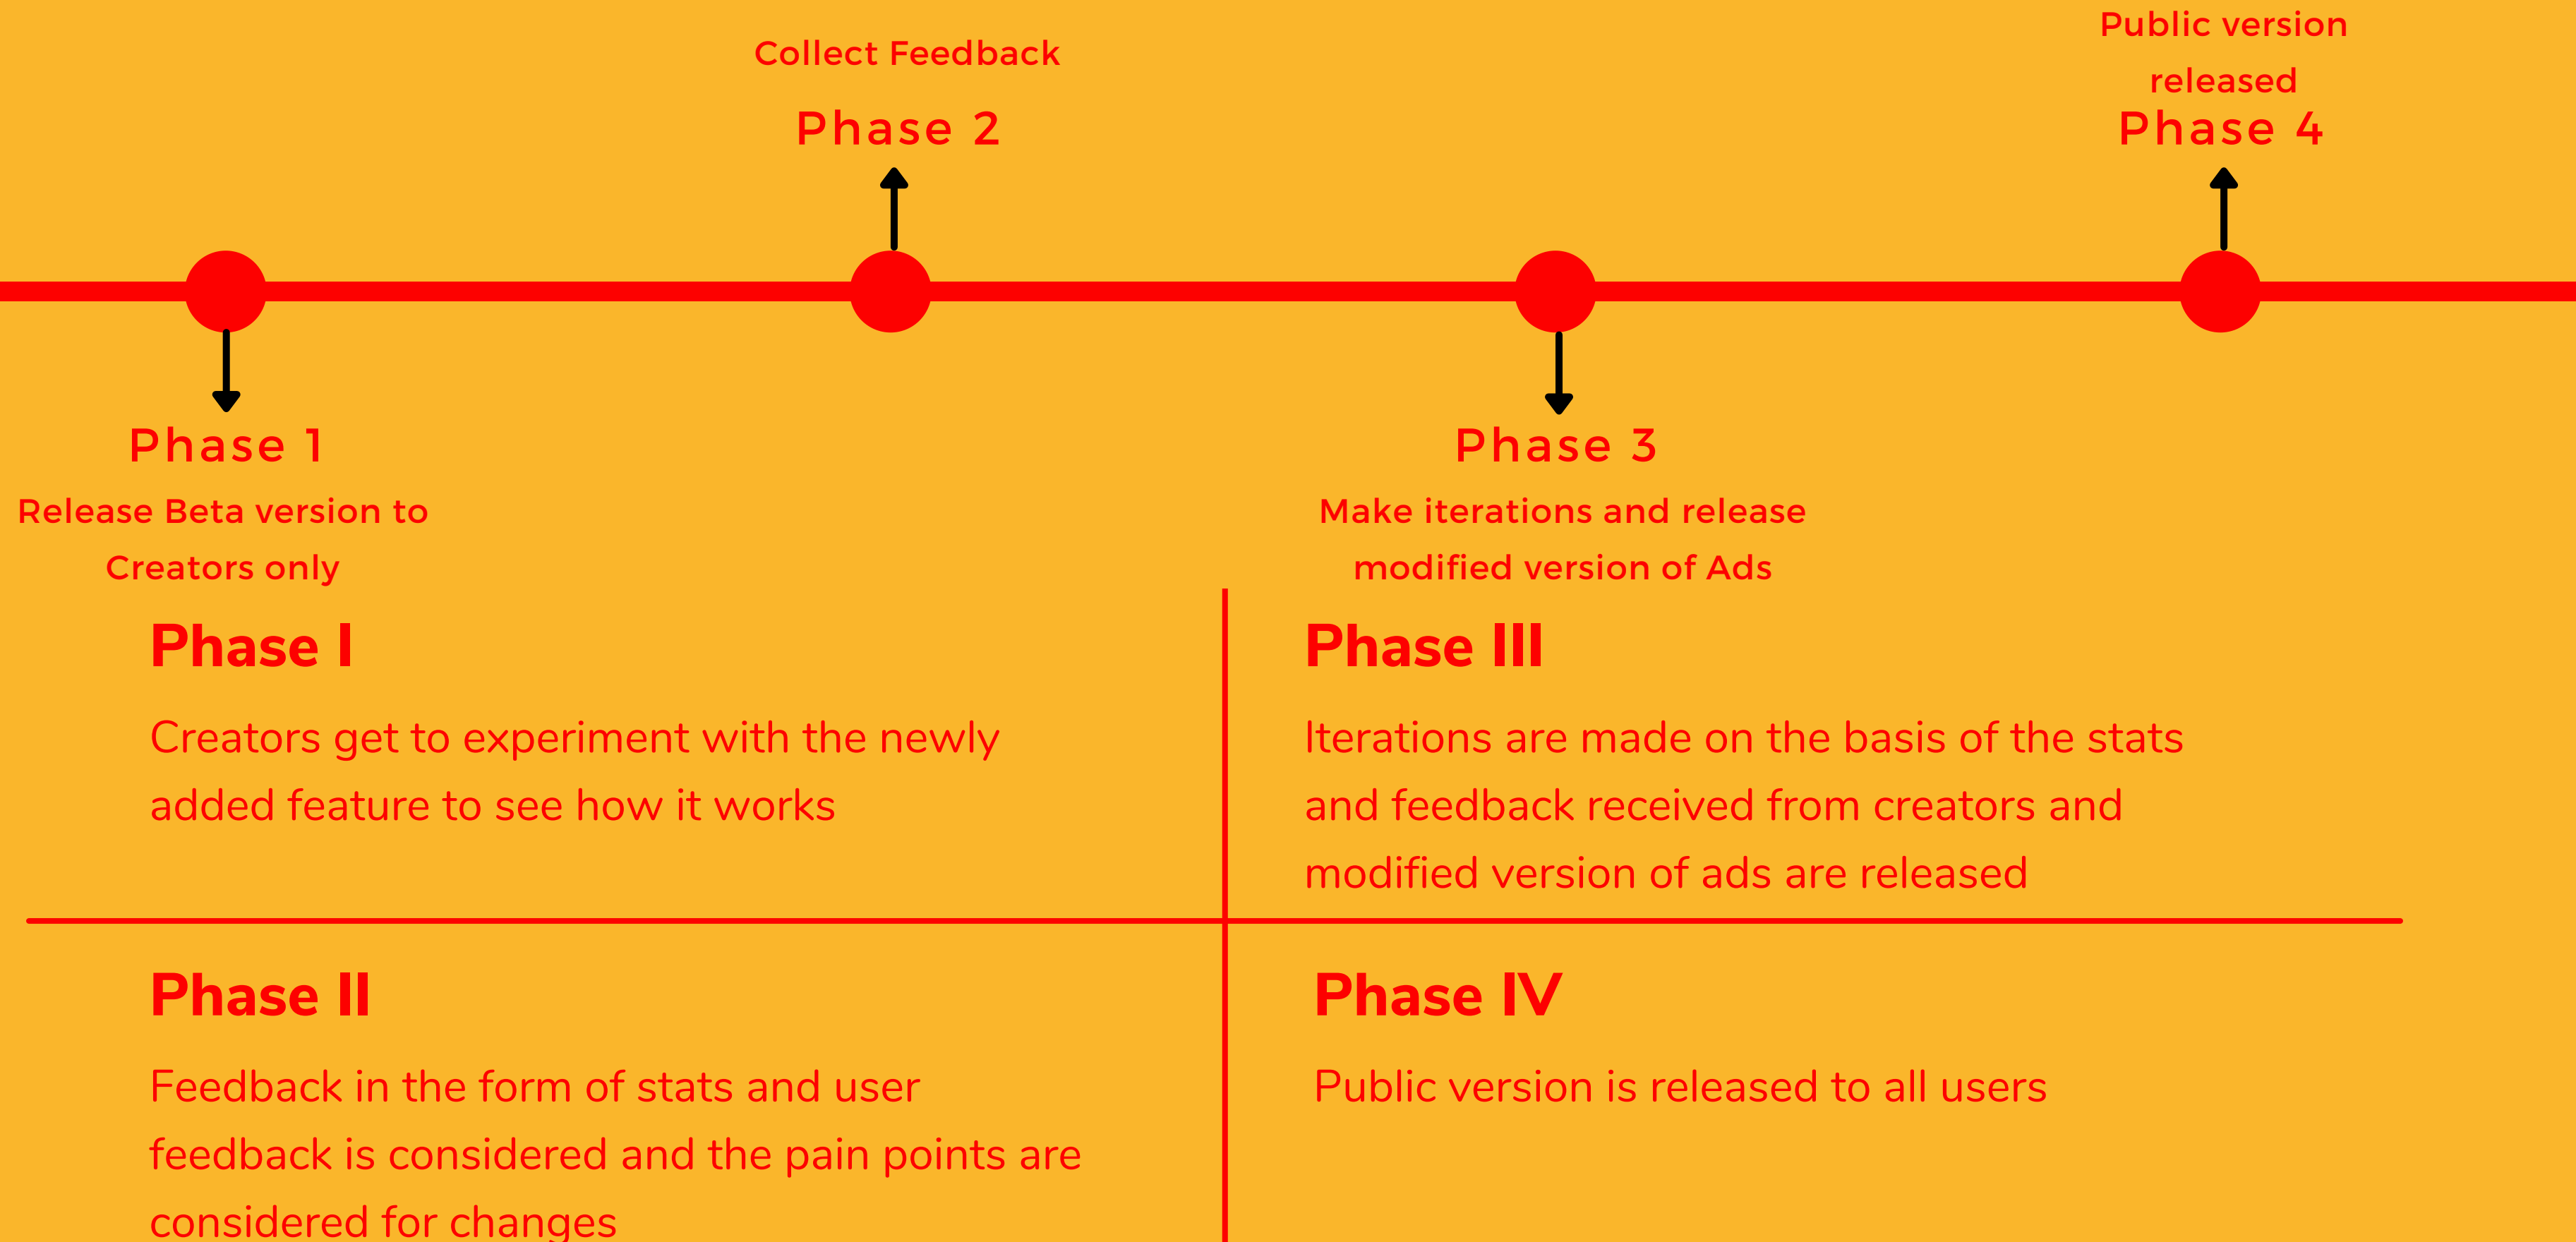 Collect Feedback
Phase 2
Public version
released
Phase 4
Phase 1
Release Beta version to
Creators only
Phase 3
Make iterations and release
modified version of Ads
Phase I
Creators get to experiment with the newly
added feature to see how it works
Phase III
Iterations are made on the basis of the stats
and feedback received from creators and
modified version of ads are released
Phase II
Feedback in the form of stats and user
feedback is considered and the pain points are
considered for changes
Phase IV
Public version is released to all users